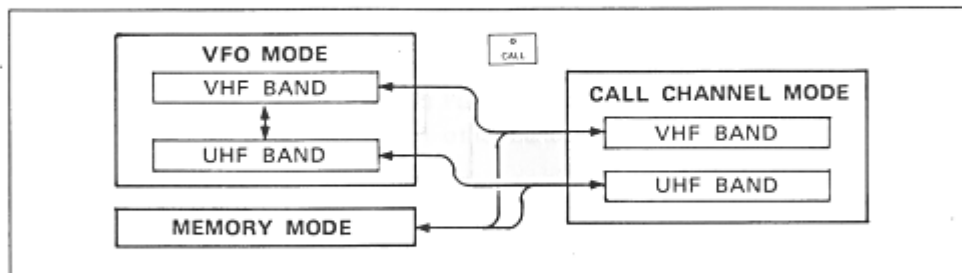 VFO MODE
VHF BAND
UHF BAND
MEMORY MODE
CALL
CALL CHANNEL MODE
VHF BAND
UHF BAND